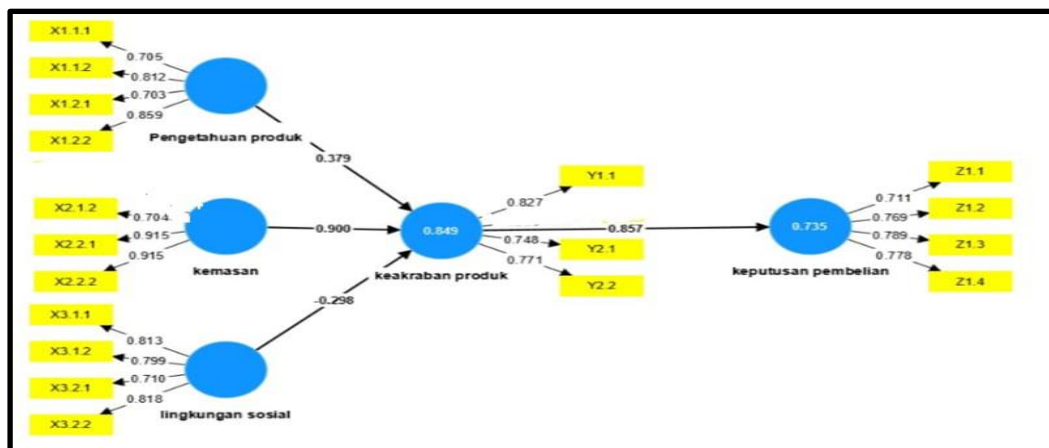 X1.1.1
0.705
X1.1.2
0.812
X1.2.1
0.703
0.859
X1.2.2
Pengetahuan produk
0.379
X2.1.2
0.704
X2.2.1
0.915
X2.2.2
0.915
kemasan
0.900
0.849
keakraban produk
X3.1.1
0.813
X3.1.2
0.799
X3.2.1
0.710
0.818
X3.2.2
lingkungan sosial
-0.298
Y1.1
0.827
0.748
Y2.1
0.771
Y2.2
0.857
0.735
keputusan pembelian
Z1.1
0.711
0.769
Z1.2
0.789
Z1.3
0.778
Z1.4